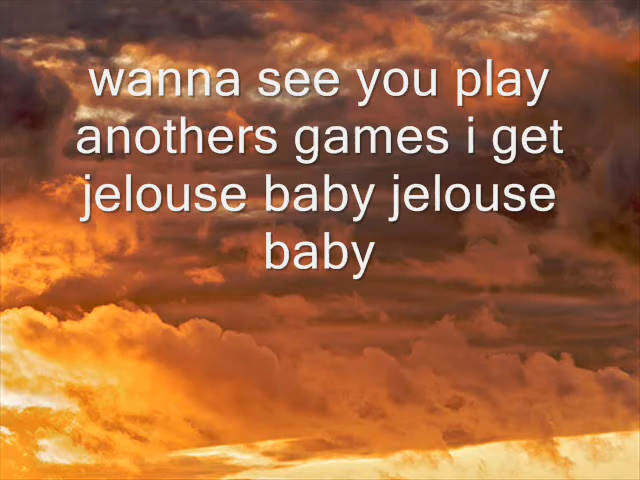 wanna see you play
anothers games i get
jelouse baby jelouse
baby